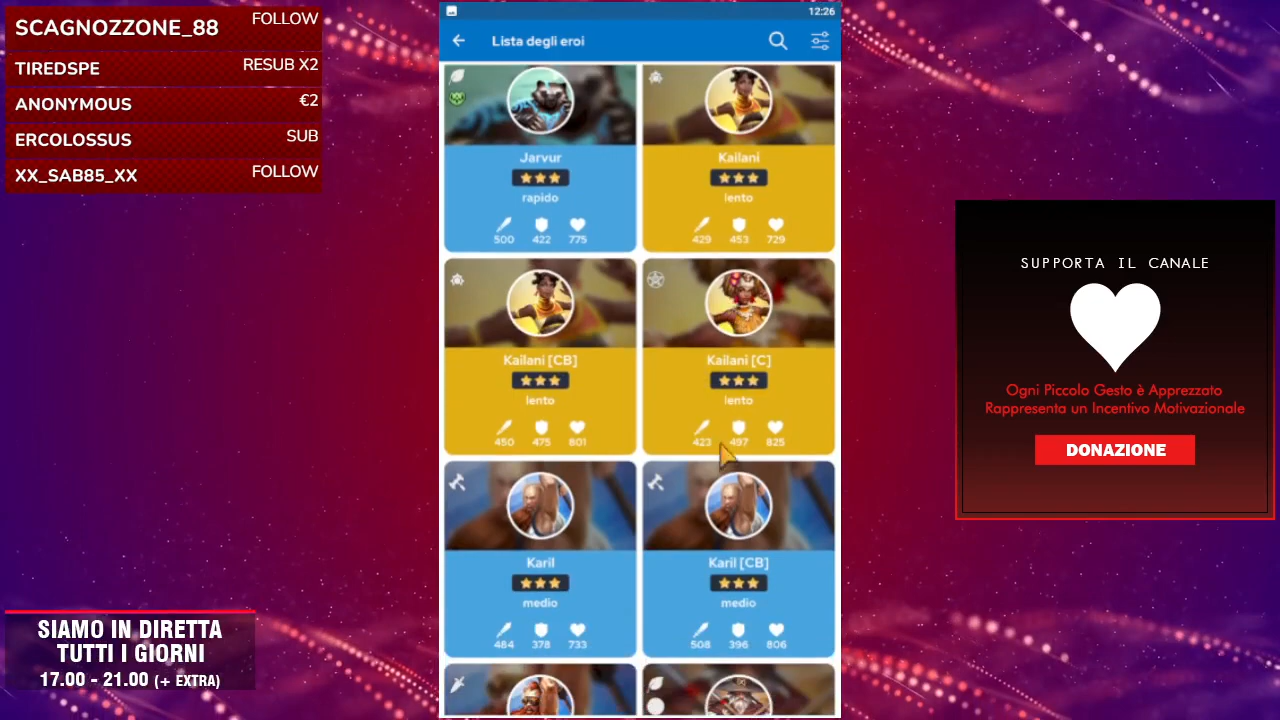 SCAGNOZZONE_88 FOLLOW
TIREDSPE RESUB X2
ANONYMOUS €2
ERCOLOSSUS SUB
XX_SAB85_XX FOLLOW
12:26
Lista degli eroi
Jarvur
rapido
500 422 775
Kailani
lento
429 453 729
Kailani [CB]
lento
450 475 801
Kailani [C]
lento
423 497 825
Karil
medio
484 378 733
Karil [CB]
medio
508 396 806
SUPPORTA IL CANALE
Ogni Piccolo Gesto è Apprezzato
Rappresenta un Incentivo Motivazionale
DONAZIONE
SIAMO IN DIRETTA
TUTTI I GIORNI
17.00 - 21.00 (+ EXTRA)